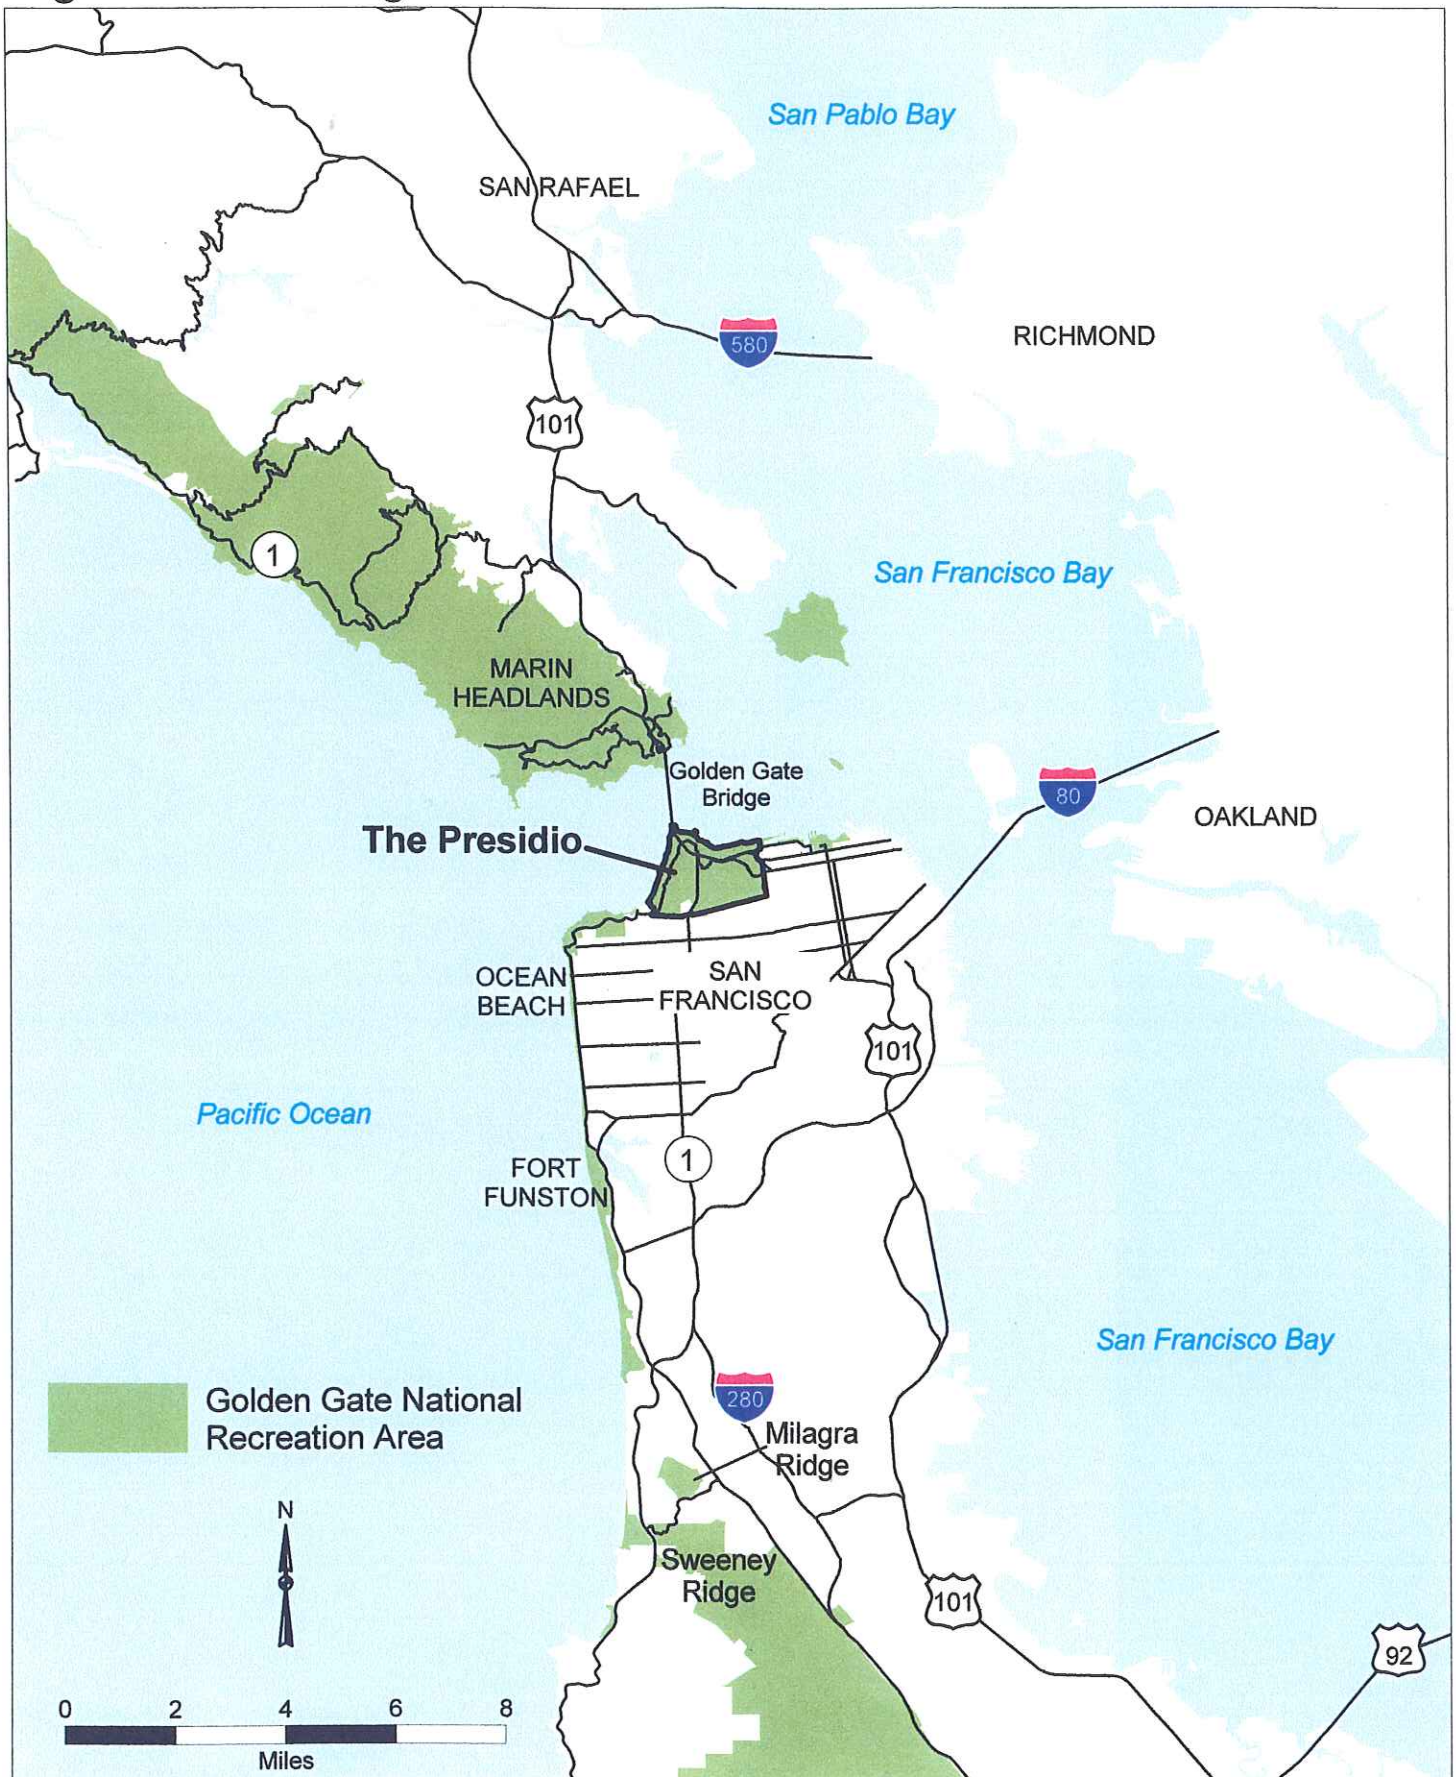 San Pablo Bay
SAN RAFAEL
580
RICHMOND
101
1
San Francisco Bay
MARIN
HEADLANDS
Golden Gate
Bridge
80
The Presidio
OAKLAND
OCEAN
BEACH
SAN
FRANCISCO
101
Pacific Ocean
FORT
FUNSTON
1
San Francisco Bay
280
Golden Gate National
Recreation Area
Milagra
Ridge
N
Sweeney
Ridge
101
92
0 2 4 6 8
Miles